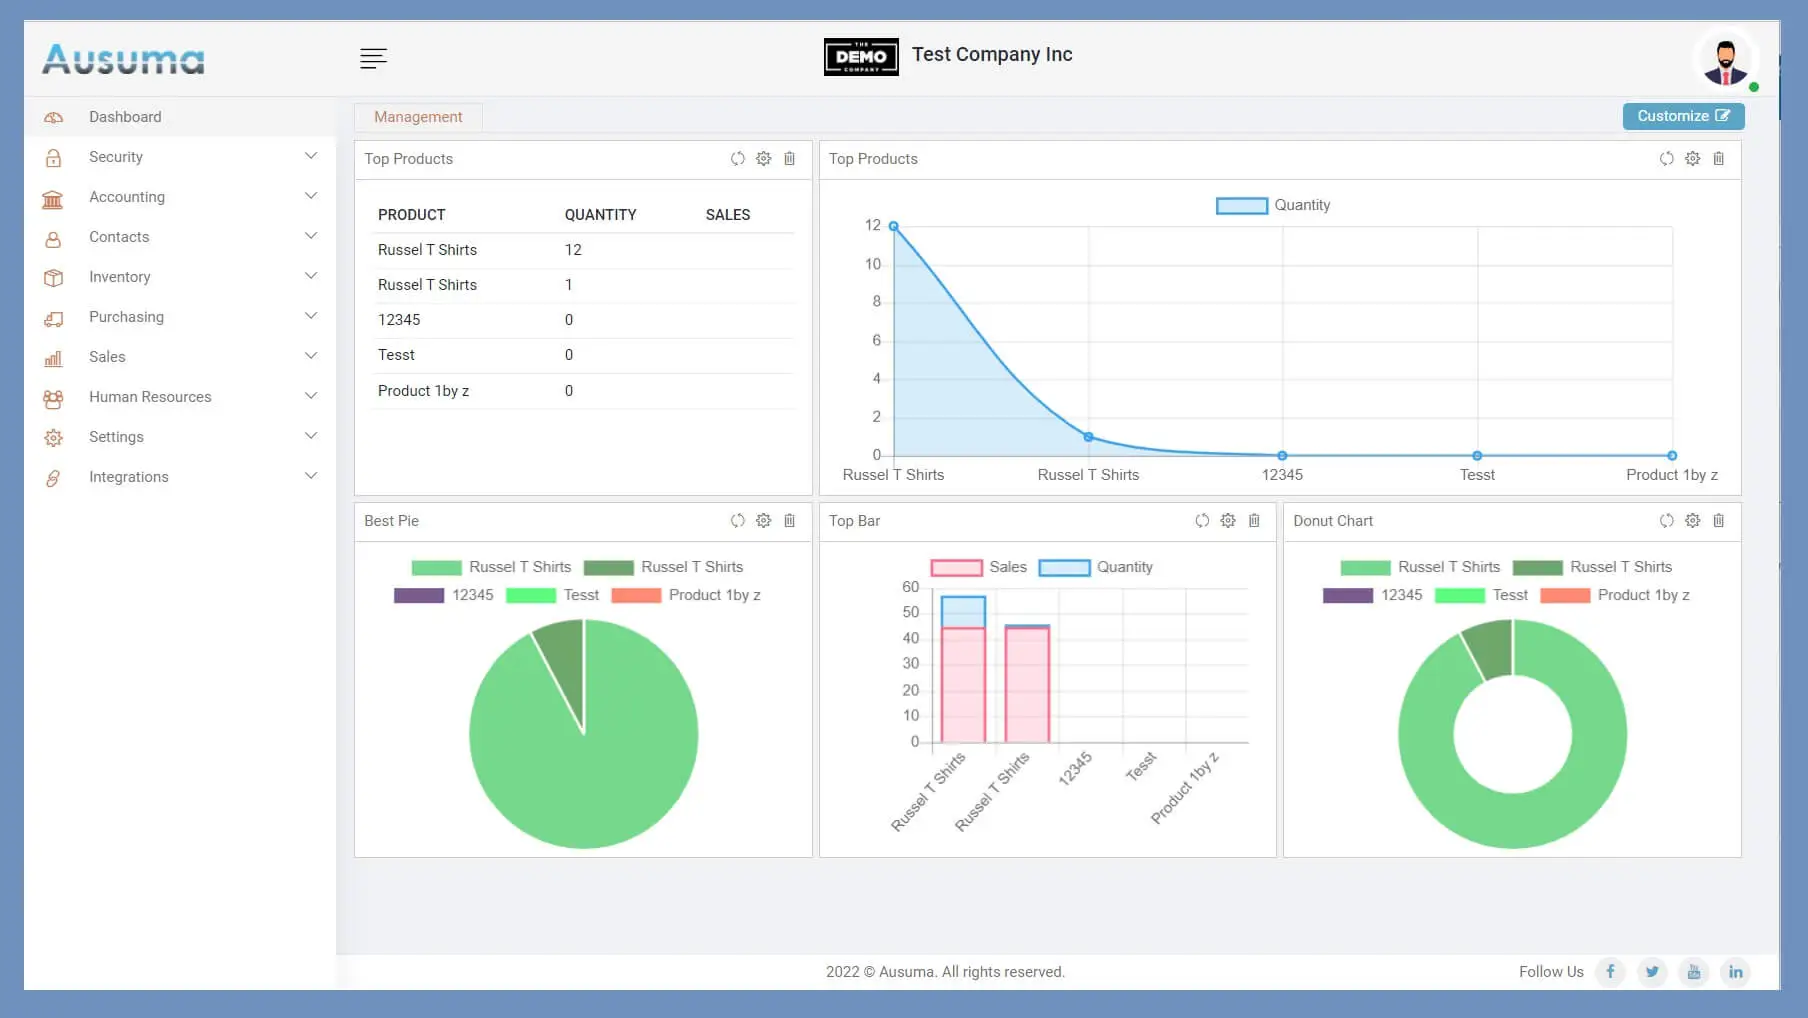 Ausuma
THE
DEMO
COMPANY
Test Company Inc
Dashboard
Security
Accounting
Contacts
Inventory
Purchasing
Sales
Human Resources
Settings
Integrations
Management
Customize
Top Products
PRODUCT QUANTITY SALES
Russel T Shirts 12
Russel T Shirts 1
12345 0
Tesst 0
Product 1by z 0
Top Products
Quantity
12
10
8
6
4
2
0
Russel T Shirts Russel T Shirts 12345 Tesst Product 1by z
Best Pie
Russel T Shirts Russel T Shirts
12345 Tesst Product 1by z
Top Bar
Sales Quantity
60
50
40
30
20
10
0
Russel T Shirts
Russel T Shirts
12345
Tesst
Product 1by z
Donut Chart
Russel T Shirts Russel T Shirts
12345 Tesst Product 1by z
2022 © Ausuma. All rights reserved.
Follow Us